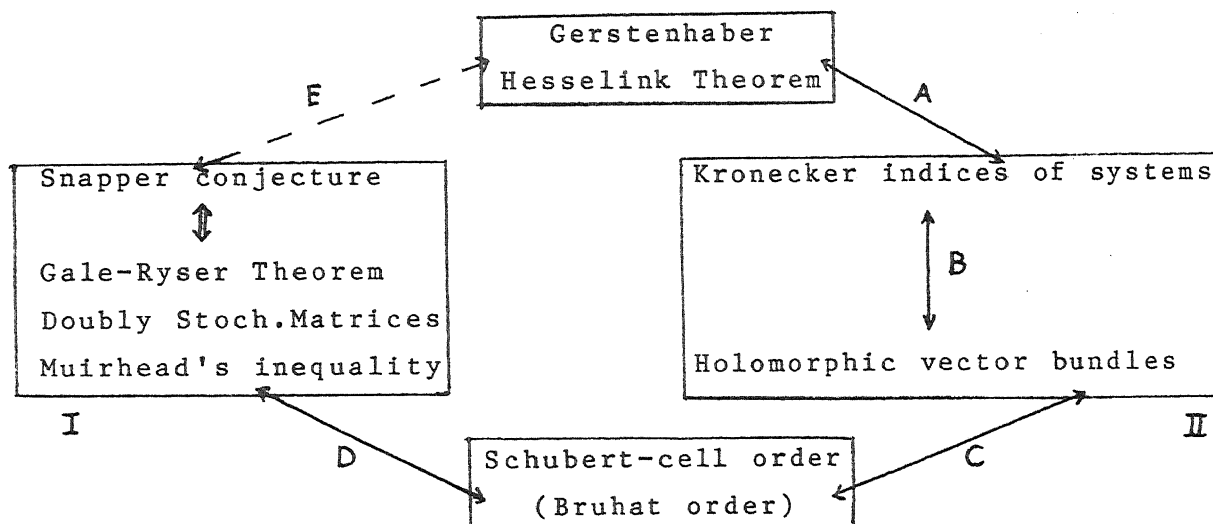 Gerstenhaber
Hesselink Theorem
E
A
Snapper conjecture
Gale-Ryser Theorem
Doubly Stoch.Matrices
Muirhead's inequality
I
Kronecker indices of systems
B
Holomorphic vector bundles
II
D
C
Schubert-cell order
(Bruhat order)